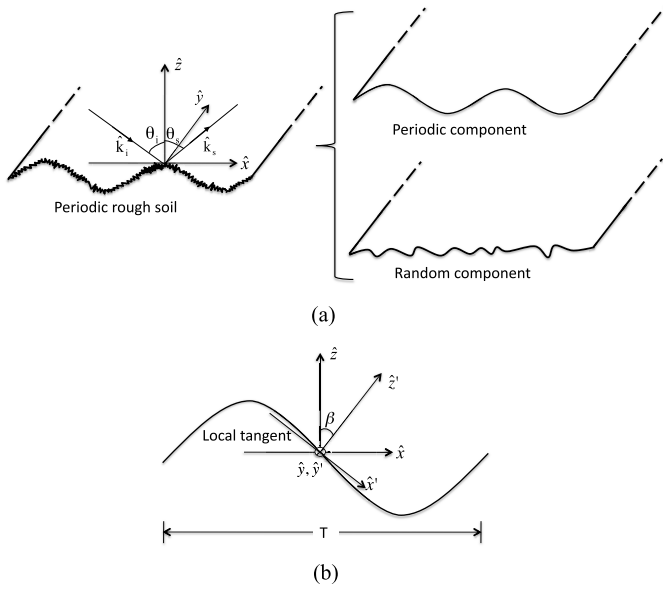 ẑ
ŷ
θᵢ θₛ
k̂ᵢ k̂ₛ
x̂
Periodic rough soil
Periodic component
Random component
(a)
ẑ
ẑ'
β
Local tangent
x̂
ŷ, ŷ'
x̂'
T
(b)